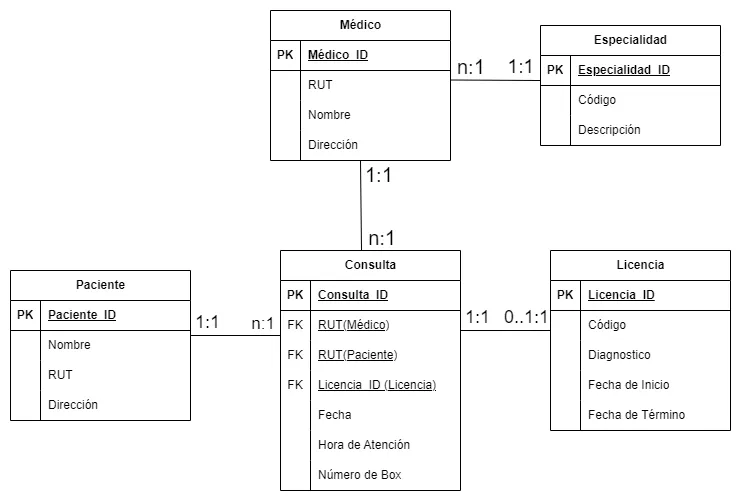 Médico
PK Médico_ID
RUT
Nombre
Dirección
n:1
1:1
Especialidad
PK Especialidad_ID
Código
Descripción
1:1
n:1
Paciente
PK Paciente_ID
Nombre
RUT
Dirección
1:1
n:1
Consulta
PK Consulta_ID
FK RUT(Médico)
FK RUT(Paciente)
FK Licencia_ID (Licencia)
Fecha
Hora de Atención
Número de Box
1:1
0..1:1
Licencia
PK Licencia_ID
Código
Diagnostico
Fecha de Inicio
Fecha de Término